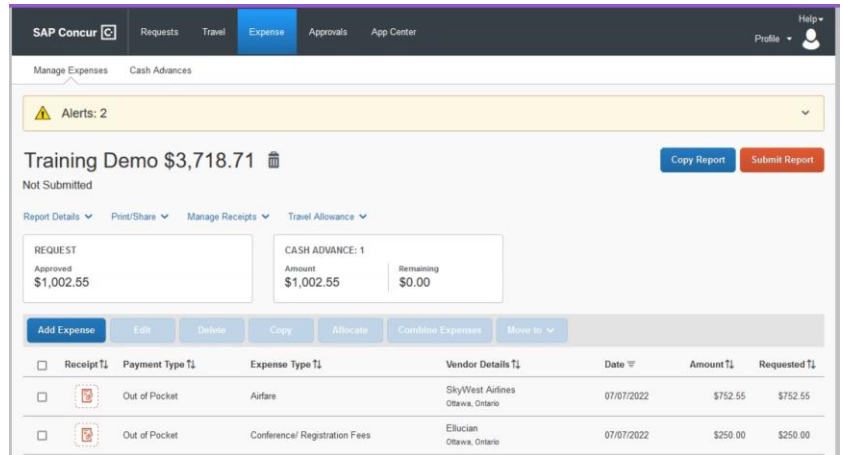 Help
SAP Concur C Requests Travel Expense Approvals App Center Profile
Manage Expenses Cash Advances
Alerts: 2
Training Demo $3,718.71
Copy Report Submit Report
Not Submitted
Report Details Print/Share Manage Receipts Travel Allowance
REQUEST CASH ADVANCE: 1
Approved Amount Remaining
$1,002.55 $1,002.55 $0.00
Add Expense Edit Delete Copy Allocate Combine Expenses Move to
Receipt Payment Type Expense Type Vendor Details Date Amount Requested
Out of Pocket Airfare SkyWest Airlines 07/07/2022 $752.55 $752.55
Ottawa, Ontario
Out of Pocket Conference/ Registration Fees Ellucian 07/07/2022 $250.00 $250.00
Ottawa, Ontario